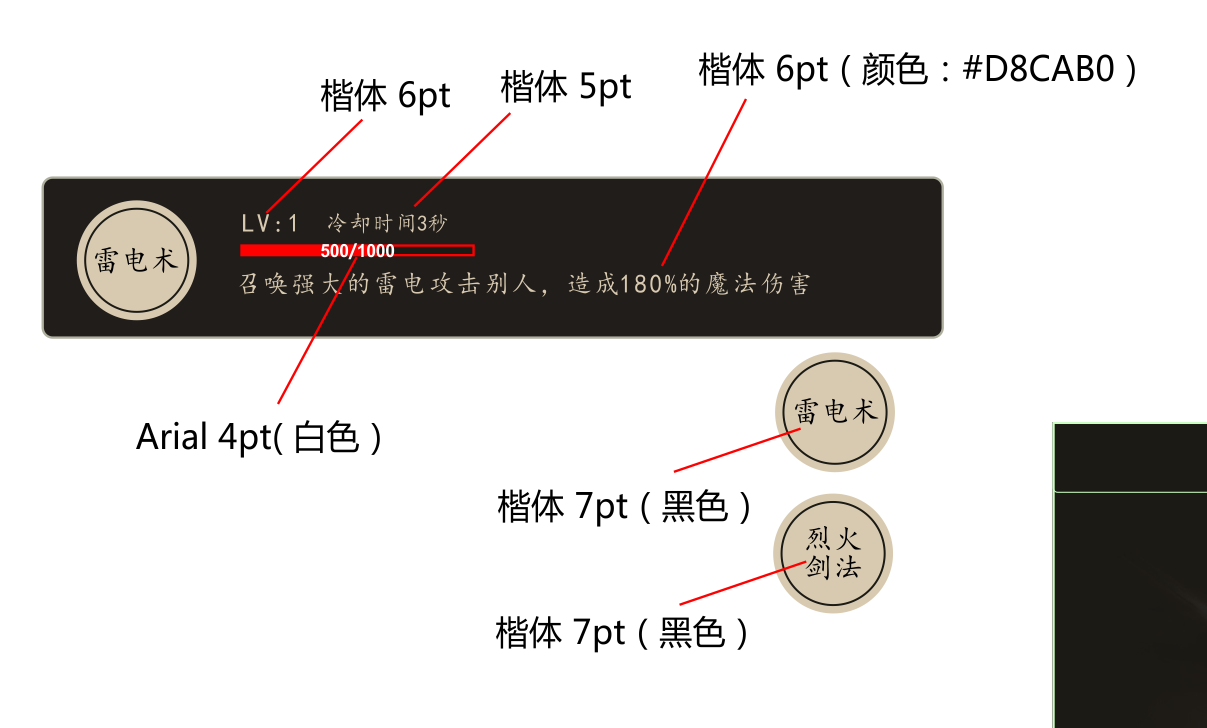 楷体 6pt
楷体 5pt
楷体 6pt ( 颜色 : #D8CAB0 )
雷电术
LV:1 冷却时间3秒
500/1000
召唤强大的雷电攻击别人，造成180%的魔法伤害
Arial 4pt( 白色 )
雷电术
楷体 7pt ( 黑色 )
烈火
剑法
楷体 7pt ( 黑色 )